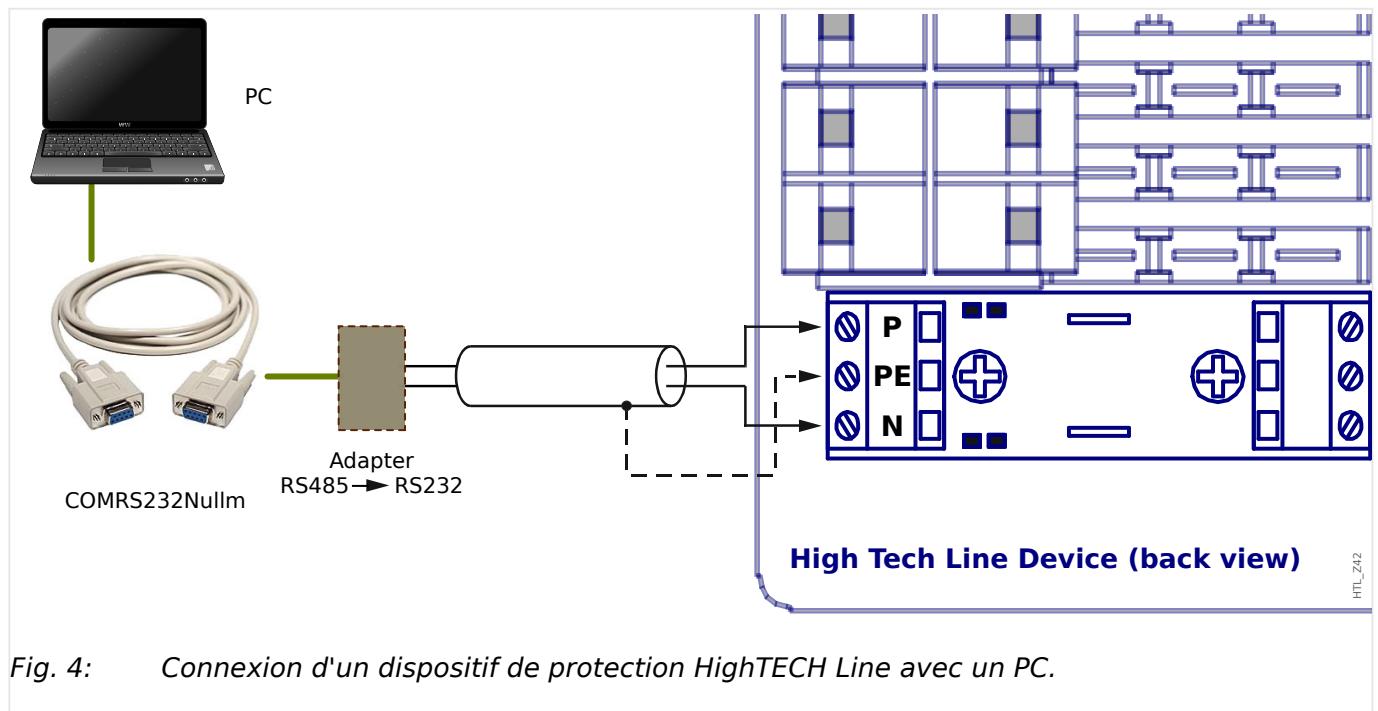 PC
COMRS232Nullm
Adapter
RS485 → RS232
P
PE
N
High Tech Line Device (back view)
HTL_Z42
Fig. 4: Connexion d'un dispositif de protection HighTECH Line avec un PC.